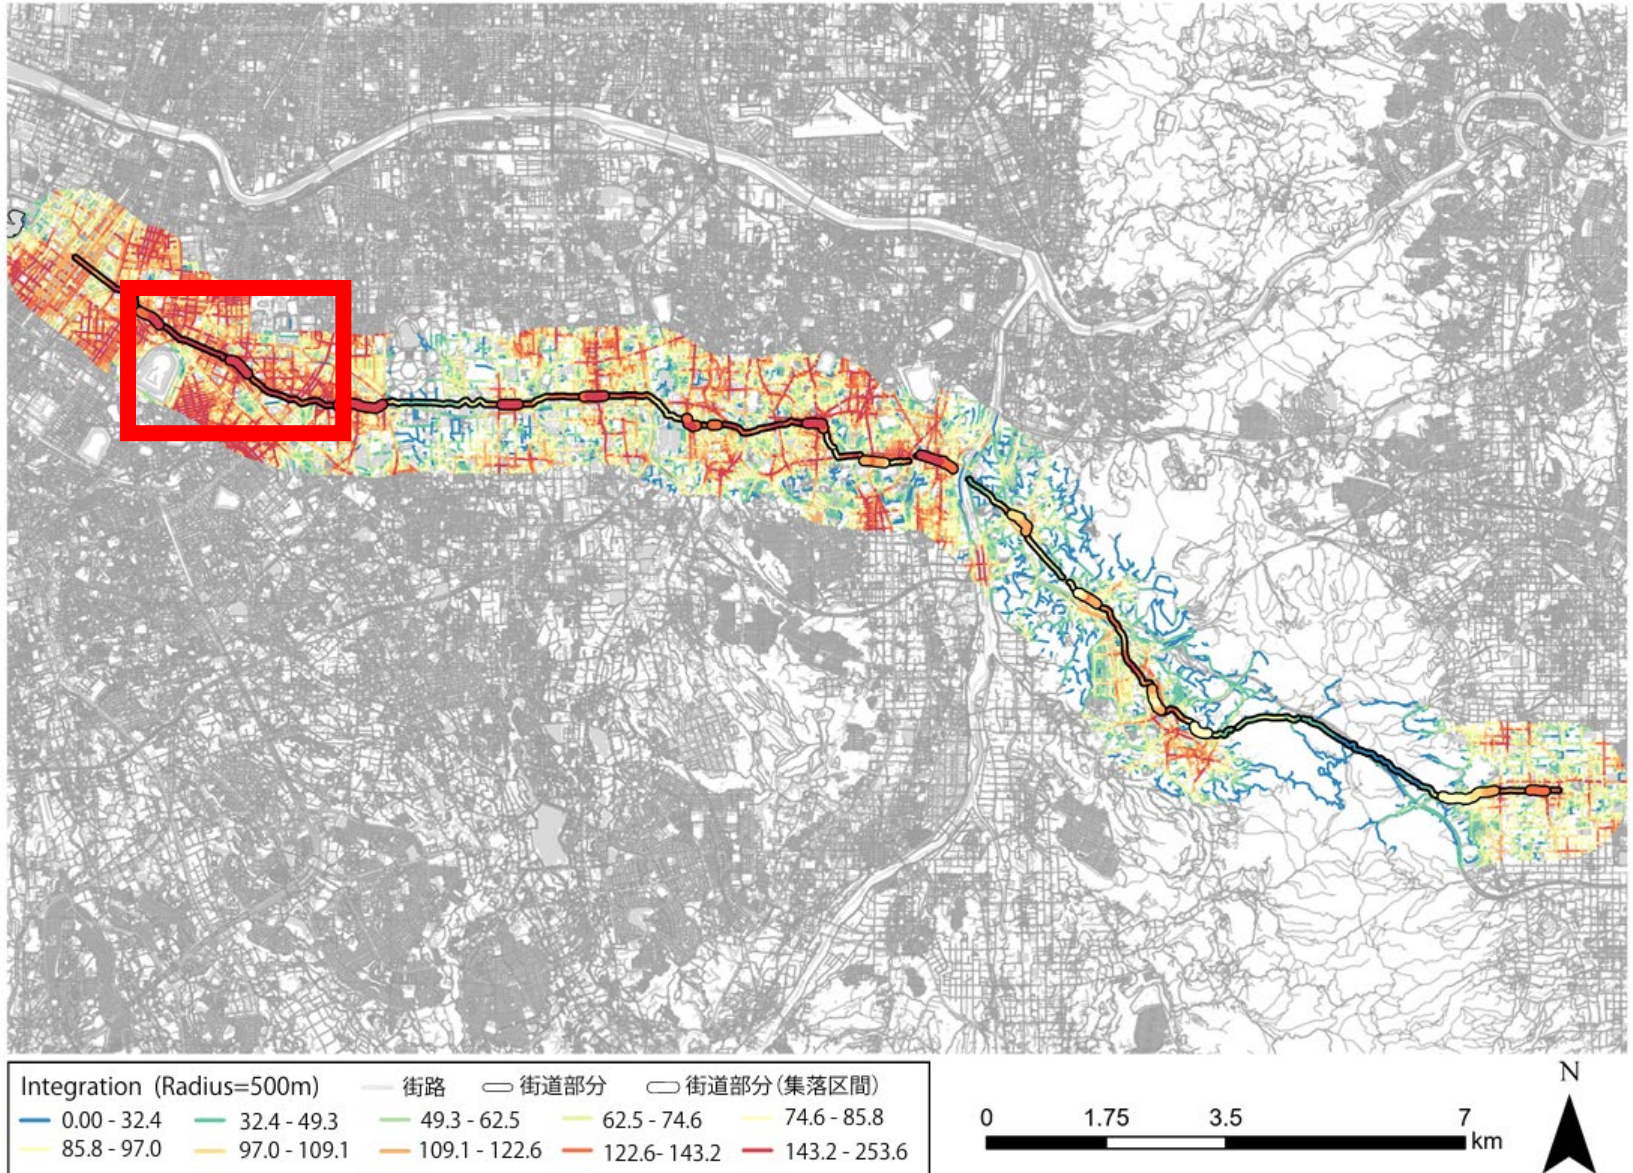 Integration (Radius=500m) 街路 街道部分 街道部分(集落区間)
0.00 - 32.4 32.4 - 49.3 49.3 - 62.5 62.5 - 74.6 74.6 - 85.8
85.8 - 97.0 97.0 - 109.1 109.1 - 122.6 122.6- 143.2 143.2 - 253.6
0 1.75 3.5 7
km
N